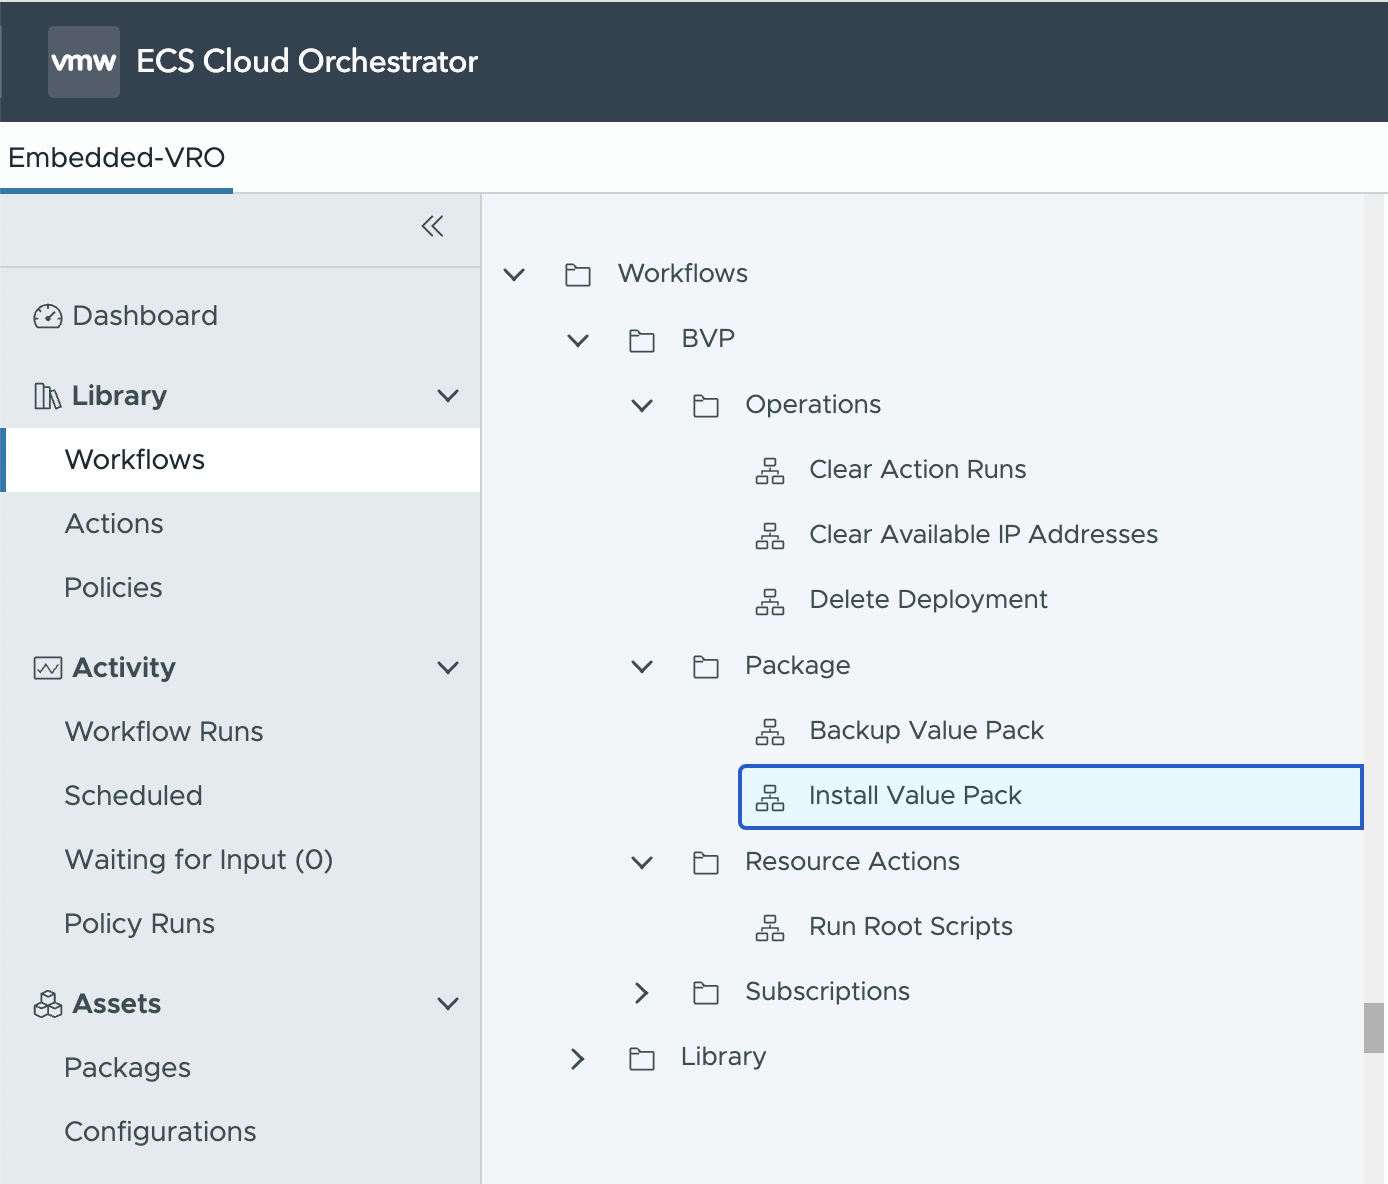 vmw ECS Cloud Orchestrator
Embedded-VRO
Dashboard
Library
Workflows
Actions
Policies
Activity
Workflow Runs
Scheduled
Waiting for Input (0)
Policy Runs
Assets
Packages
Configurations
Workflows
BVP
Operations
Clear Action Runs
Clear Available IP Addresses
Delete Deployment
Package
Backup Value Pack
Install Value Pack
Resource Actions
Run Root Scripts
Subscriptions
Library